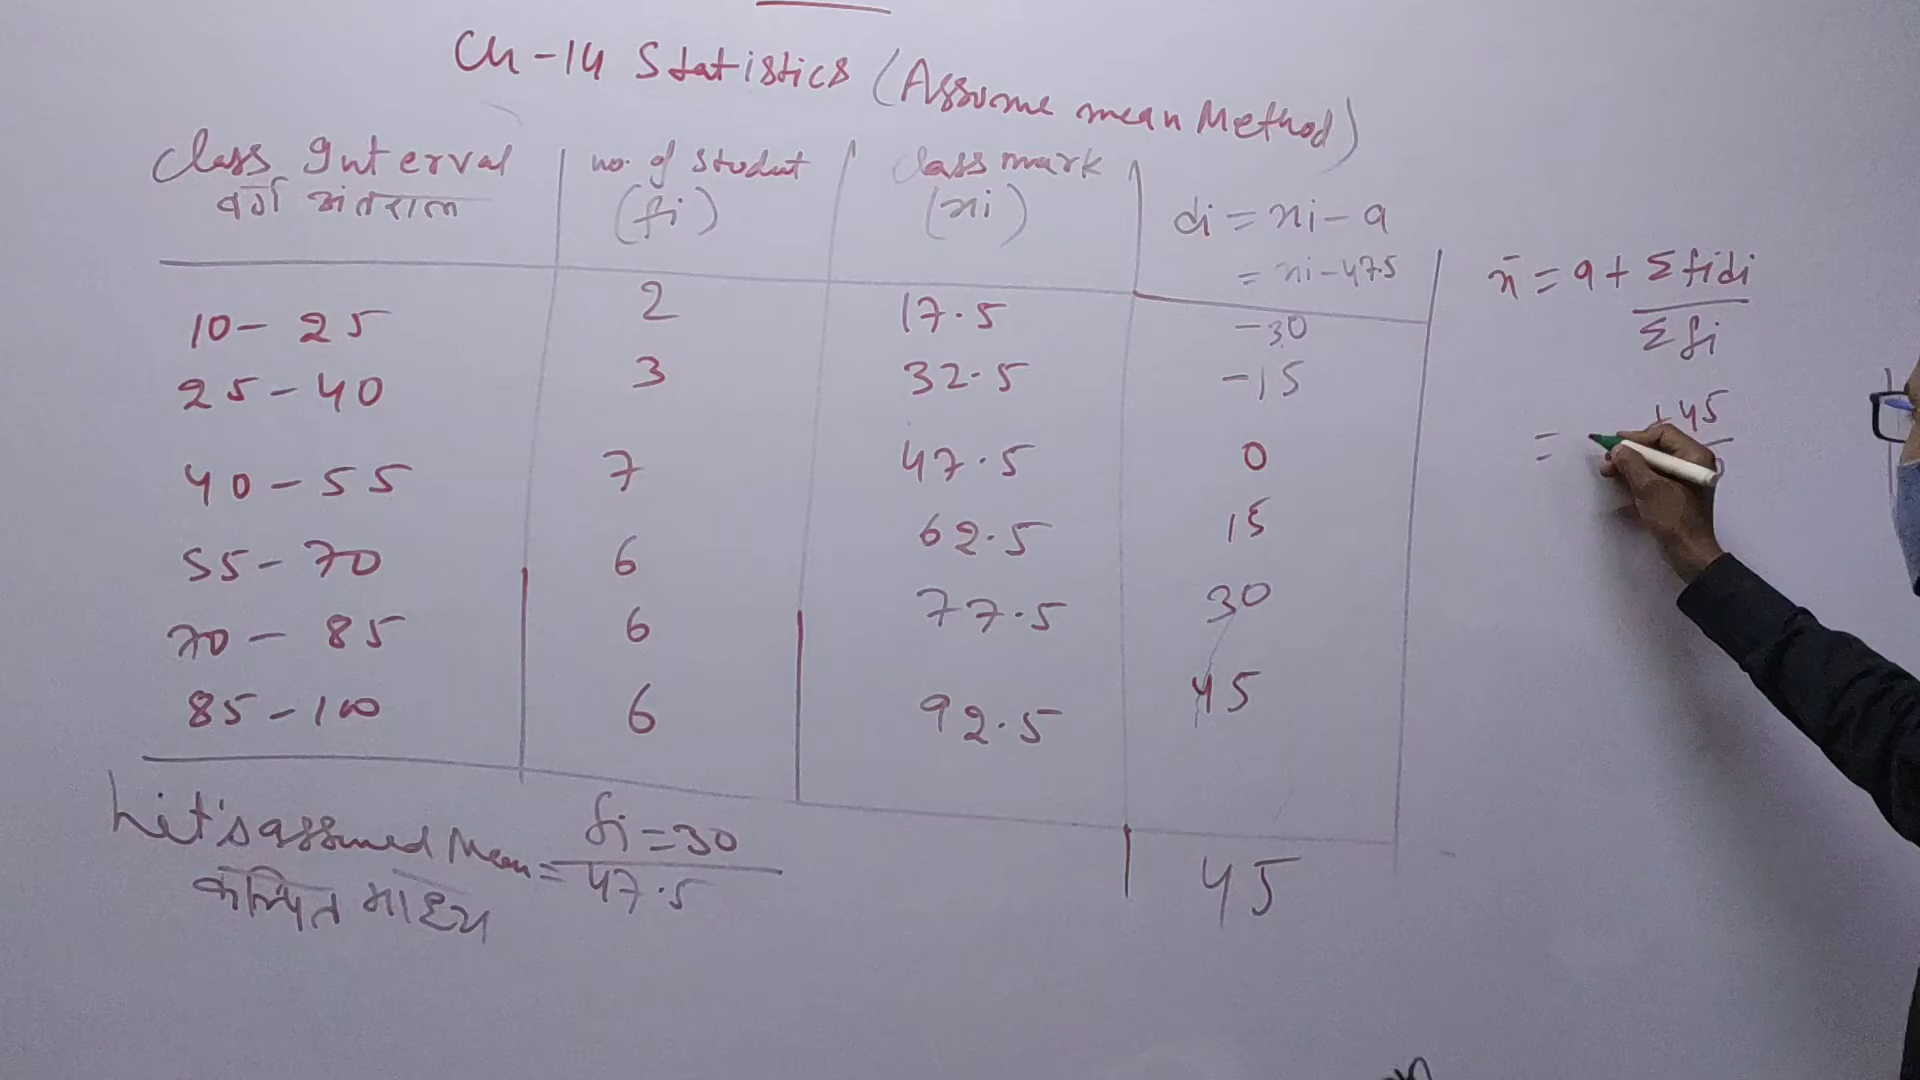 Ch-14 Statistics (Assume mean Method)
Class Interval no. of Student Class mark
वर्ग अंतराल (fi) (xi) di = xi - a
= xi - 47.5
10 - 25 2 17.5 -30
25 - 40 3 32.5 -15
40 - 55 7 47.5 0
55 - 70 6 62.5 15
70 - 85 6 77.5 30
85 - 100 6 92.5 45
fi = 30 45
Let's assumed Mean = 47.5
कल्पित माध्य
x̄ = a + Σfidi
Σfi
= + 45